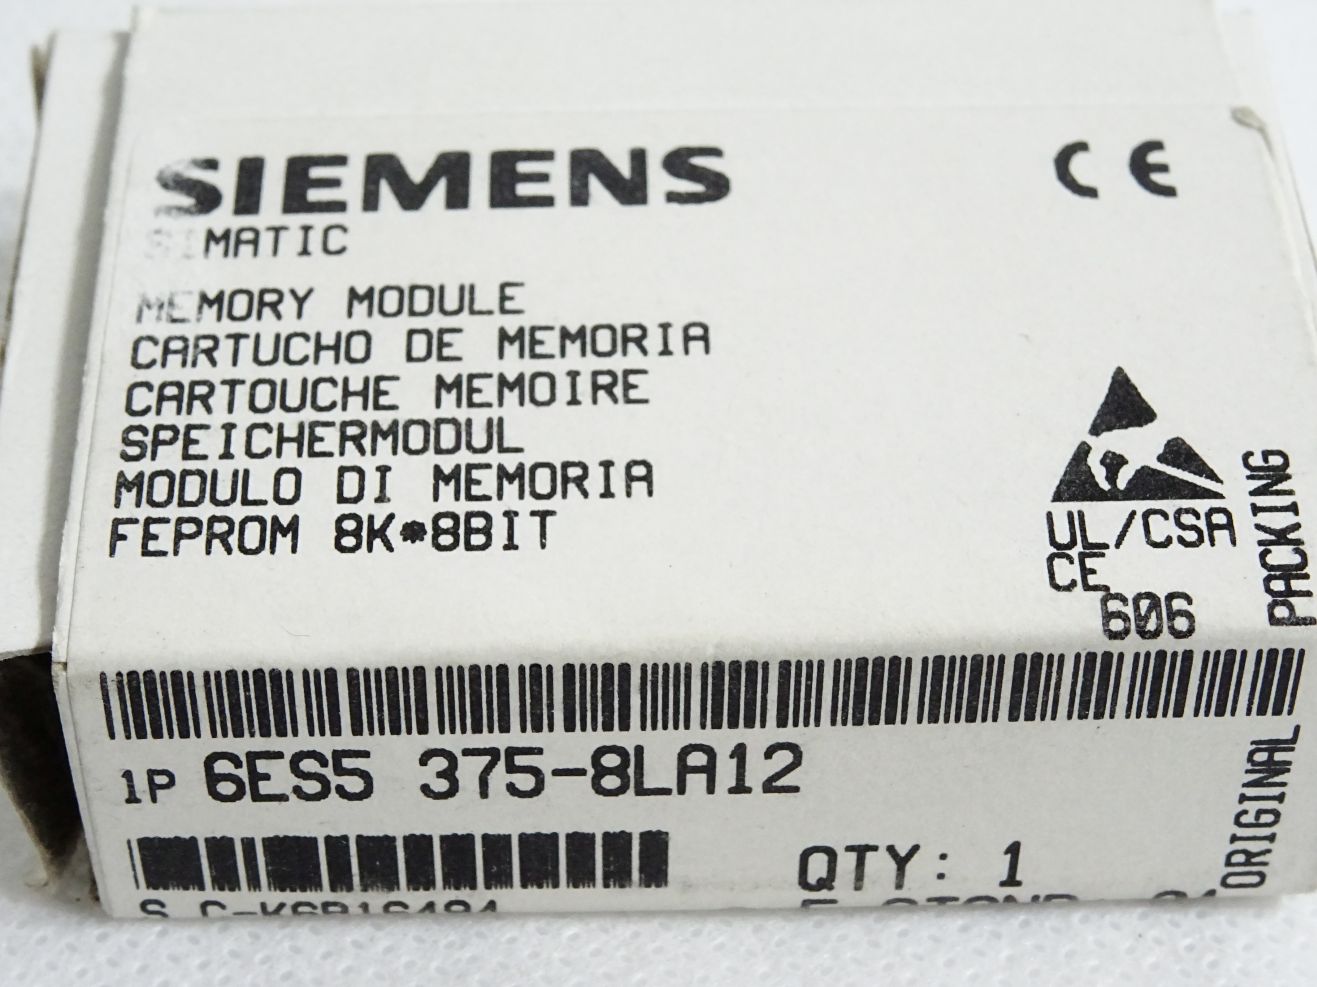 SIEMENS
CE
SIMATIC
MEMORY MODULE
CARTUCHO DE MEMORIA
CARTOUCHE MEMOIRE
SPEICHERMODUL
MODULO DI MEMORIA
FEPROM 8K*8BIT
UL/CSA
CE
606
ORIGINAL PACKING
1P 6ES5 375-8LA12
QTY: 1